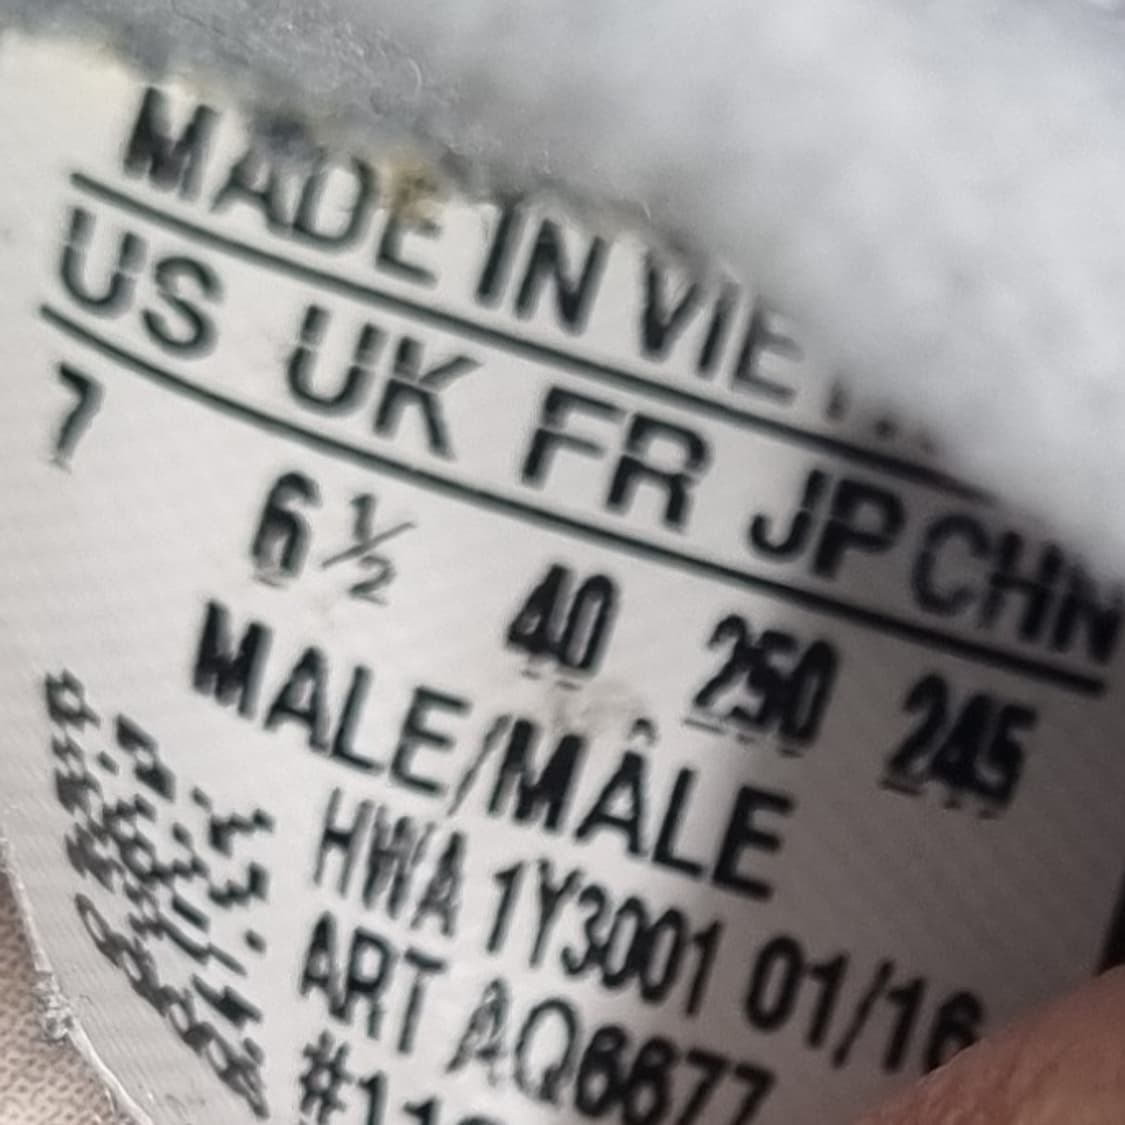 MADE IN VIE
US UK FR JP CHN
7 6½ 40 250 245
MALE/MÂLE
HWA 1Y3001 01/16
ART AQ6677